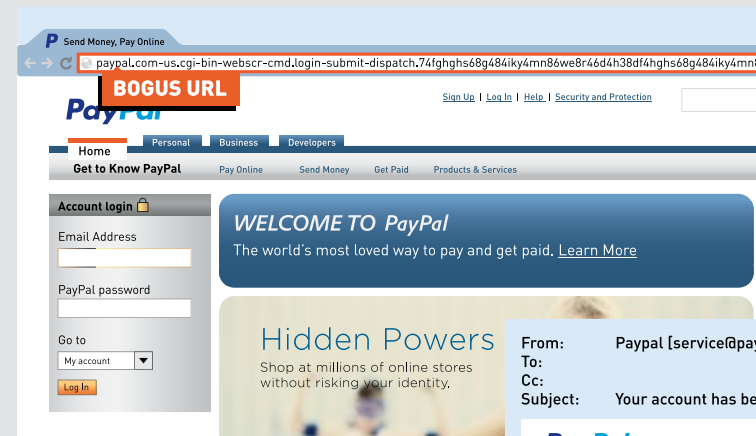 Send Money, Pay Online
paypal.com-us.cgi-bin-webscr-cmd.login-submit-dispatch.74fghghs68g484iky4mn86we8r46d4h38df4hghs68g484iky4mn8
BOGUS URL
PayPal
Sign Up | Log In | Help | Security and Protection
Home
Personal
Business
Developers
Get to Know PayPal
Pay Online
Send Money
Get Paid
Products & Services
Account login
Email Address
PayPal password
Go to
My account
Log In
WELCOME TO PayPal
The world's most loved way to pay and get paid. Learn More
Hidden Powers
Shop at millions of online stores
without risking your identity.
From: Paypal [service@pay
To:
Cc:
Subject: Your account has be